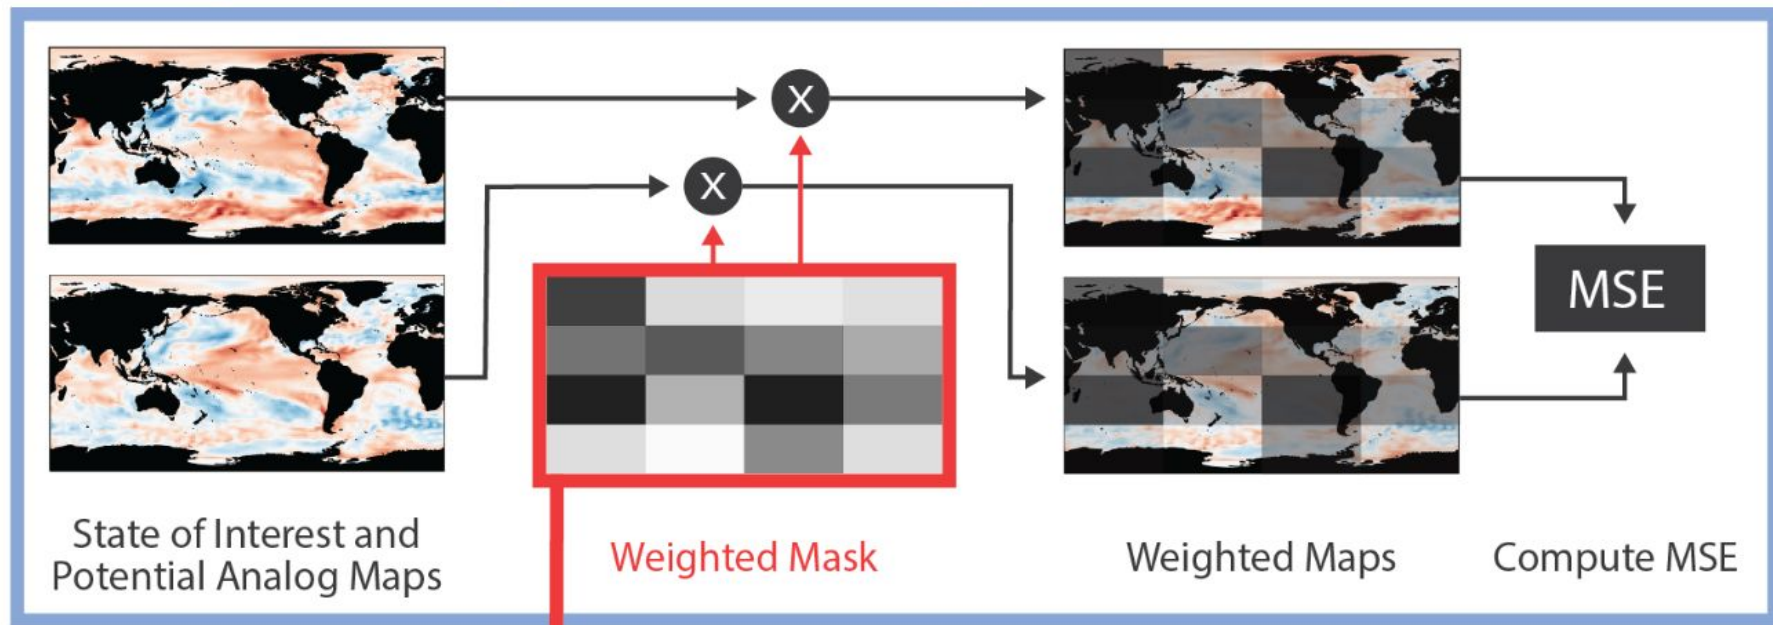 X
X
MSE
State of Interest and
Potential Analog Maps
Weighted Mask
Weighted Maps
Compute MSE